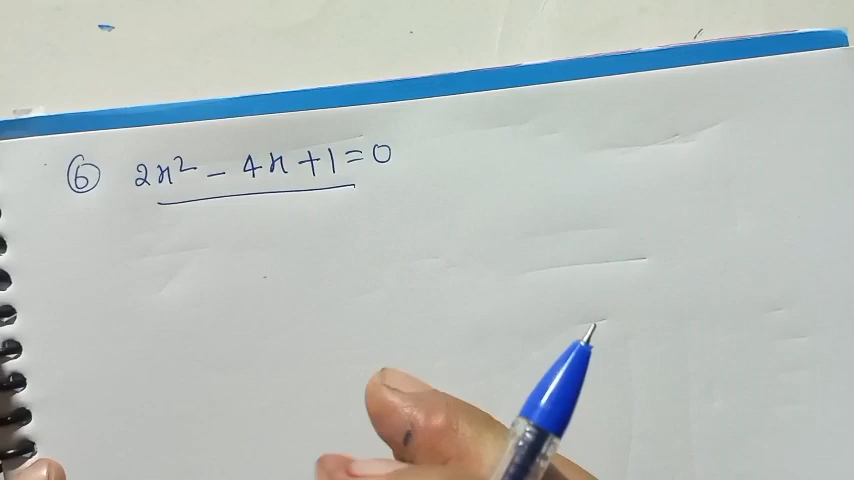 ⑥ 2x² - 4x + 1 = 0